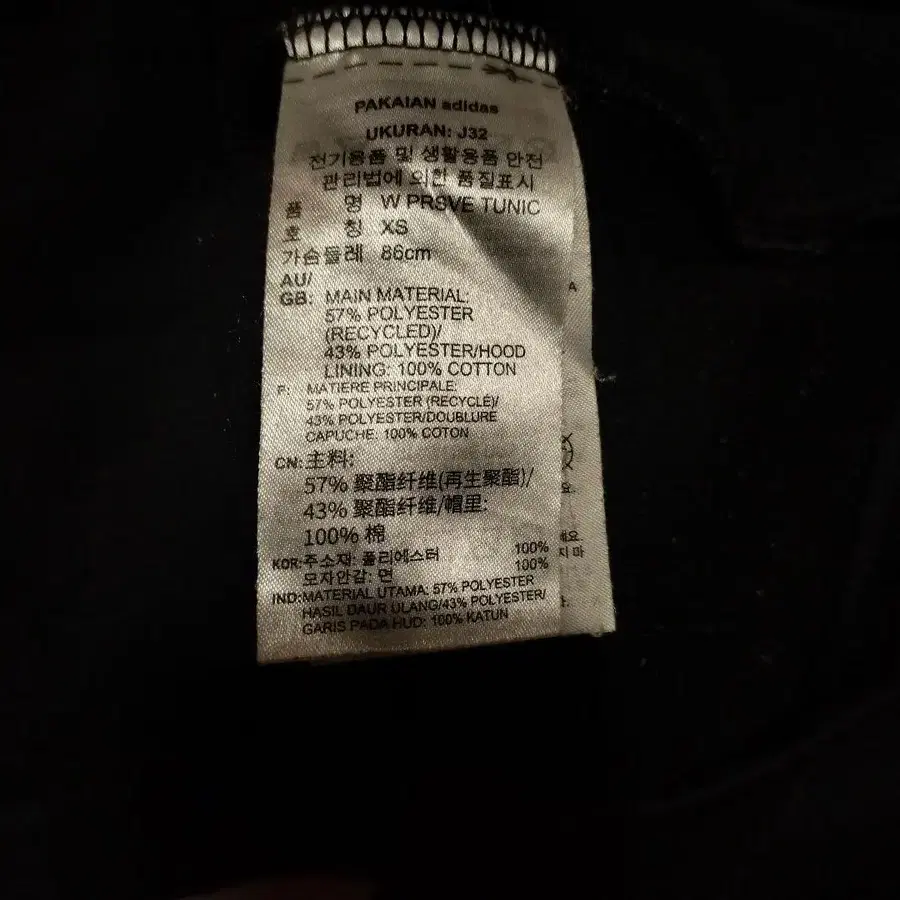 PAKAIAN adidas
UKURAN: J32
전기용품 및 생활용품 안전
관리법에 의한 품질표시
품 명 W PRSVE TUNIC
호 칭 XS
가슴둘레 86cm
AU/
GB: MAIN MATERIAL:
57% POLYESTER
(RECYCLED)/
43% POLYESTER/HOOD
LINING: 100% COTTON
F: MATIERE PRINCIPALE:
57% POLYESTER (RECYCLÉ)/
43% POLYESTER/DOUBLURE
CAPUCHE: 100% COTON
CN: 主料:
57% 聚酯纤维(再生聚酯)/
43% 聚酯纤维/帽里:
100% 棉
KOR: 주소재: 폴리에스터 100%
모자안감: 면 100%
IND: MATERIAL UTAMA: 57% POLYESTER
HASIL DAUR ULANG/43% POLYESTER/
GARIS PADA HUD: 100% KATUN